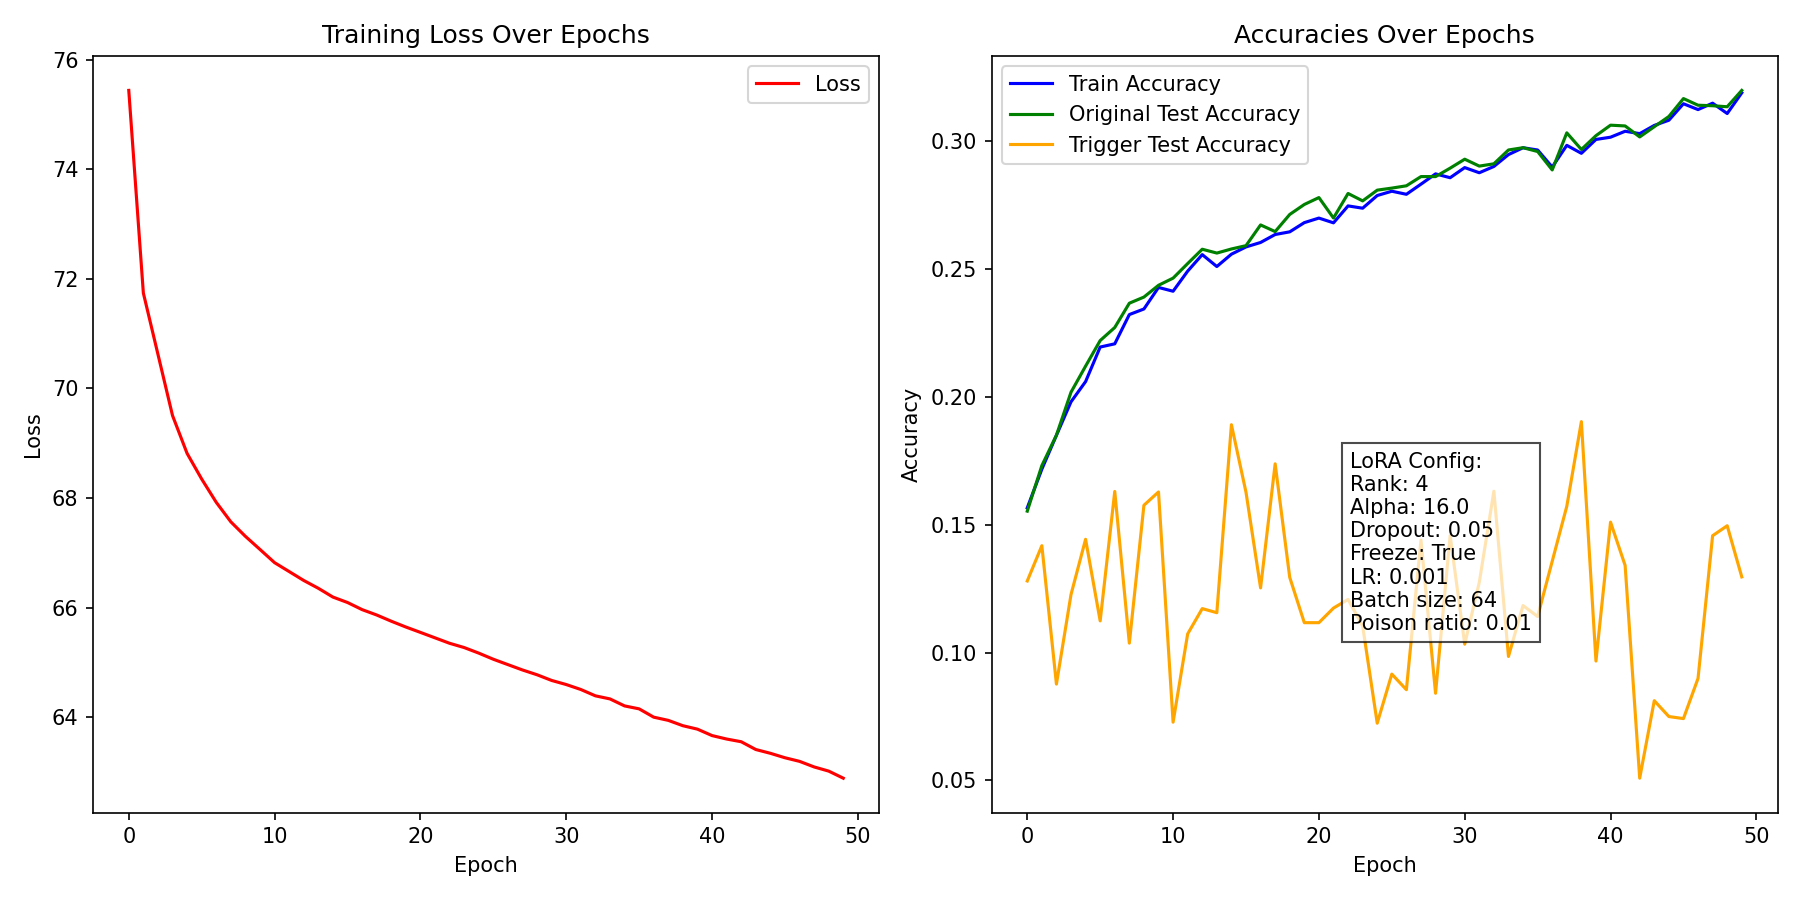 Training Loss Over Epochs
Loss
76
74
72
70
68
66
64
Loss
0
10
20
30
40
50
Epoch
Accuracies Over Epochs
Train Accuracy
Original Test Accuracy
Trigger Test Accuracy
0.30
0.25
0.20
0.15
0.10
0.05
Accuracy
LoRA Config:
Rank: 4
Alpha: 16.0
Dropout: 0.05
Freeze: True
LR: 0.001
Batch size: 64
Poison ratio: 0.01
0
10
20
30
40
50
Epoch